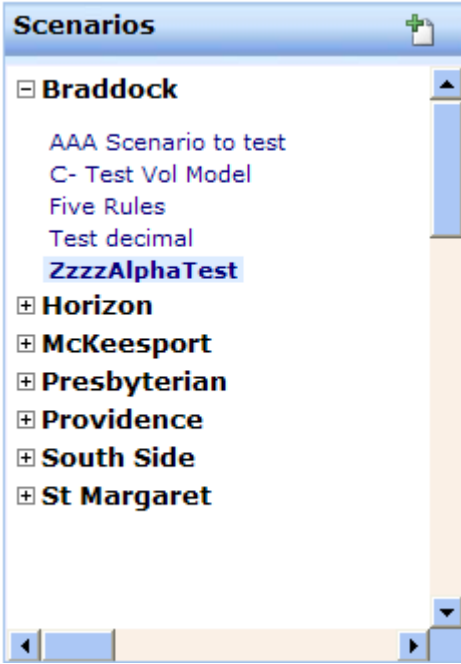 Scenarios
Braddock
AAA Scenario to test
C- Test Vol Model
Five Rules
Test decimal
ZzzzAlphaTest
Horizon
McKeesport
Presbyterian
Providence
South Side
St Margaret